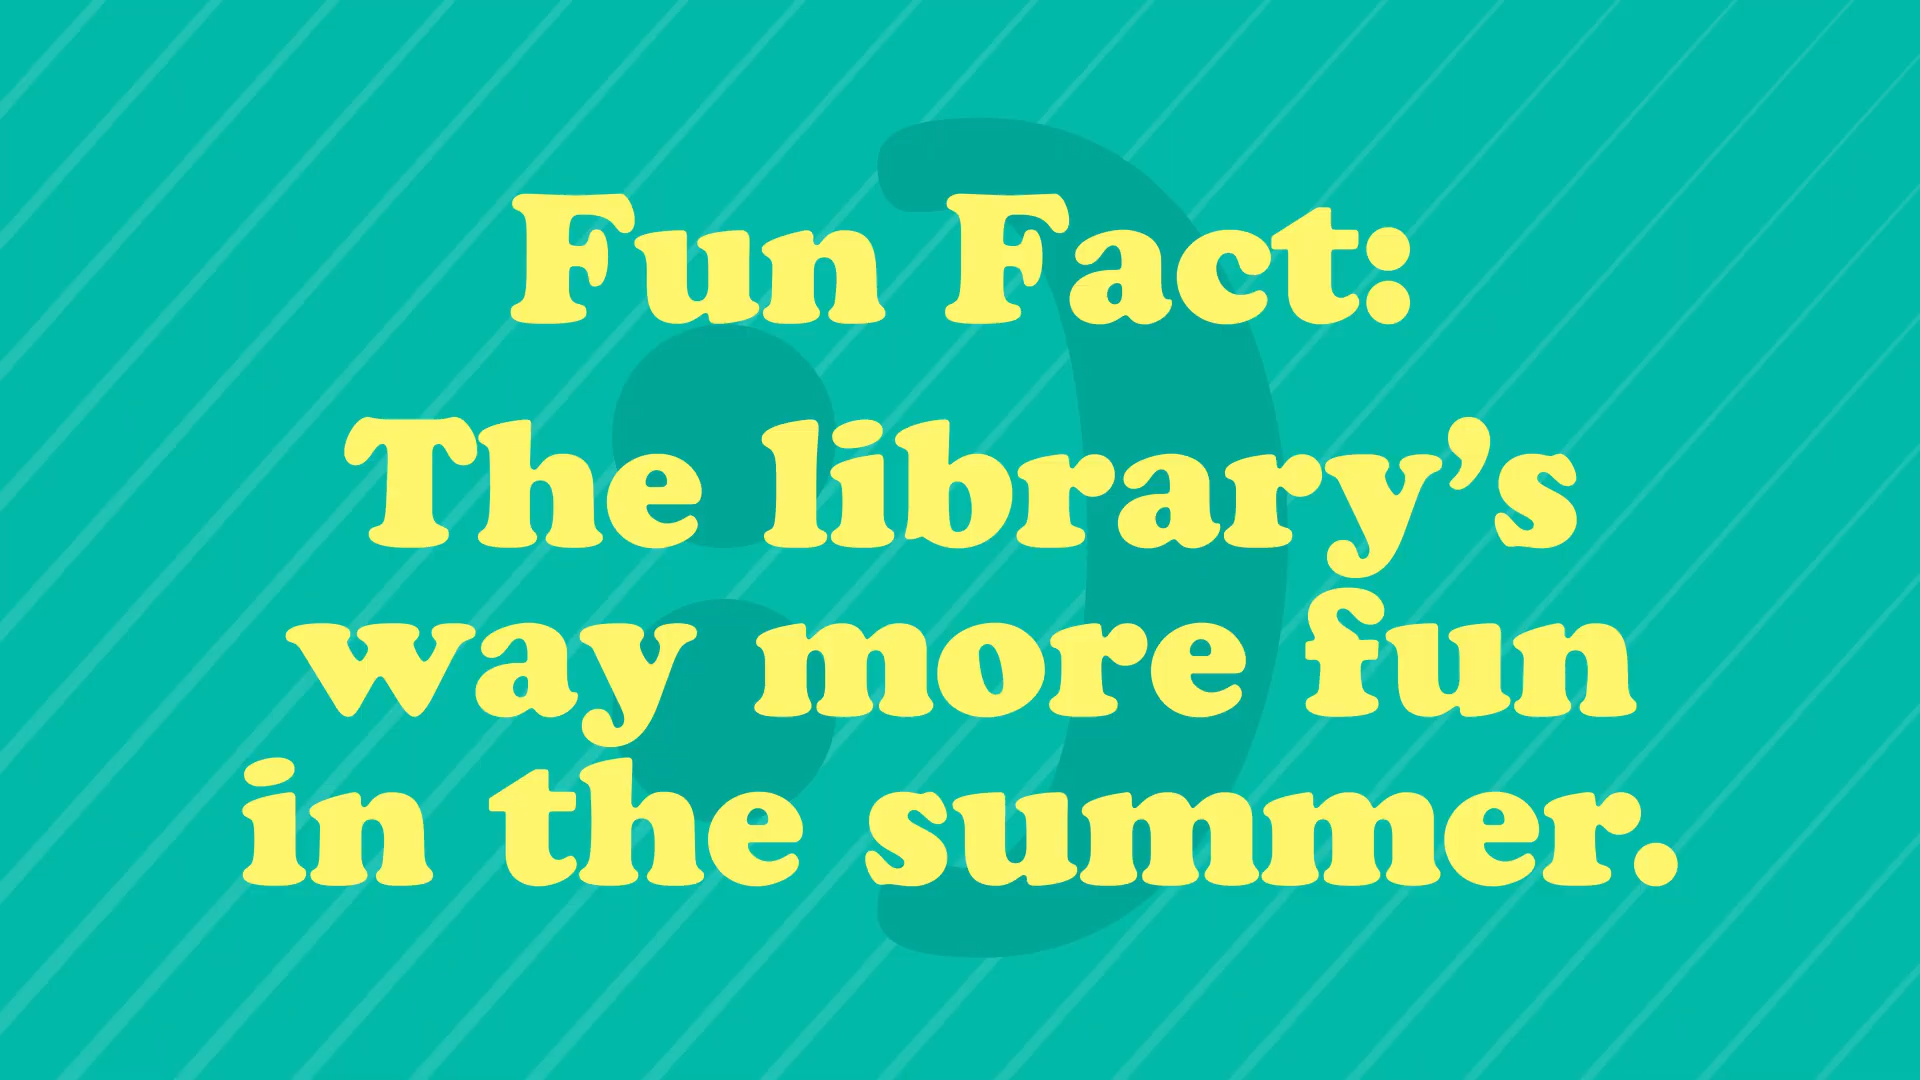 Fun Fact:
The library’s
way more fun
in the summer.
:)